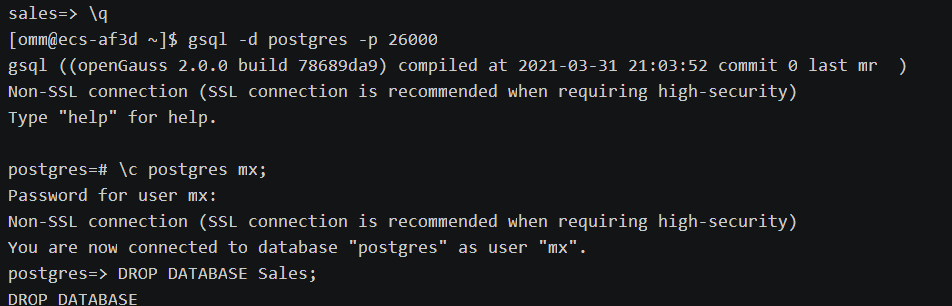 sales=> \q
[omm@ecs-af3d ~]$ gsql -d postgres -p 26000
gsql ((openGauss 2.0.0 build 78689da9) compiled at 2021-03-31 21:03:52 commit 0 last mr  )
Non-SSL connection (SSL connection is recommended when requiring high-security)
Type "help" for help.
postgres=# \c postgres mx;
Password for user mx:
Non-SSL connection (SSL connection is recommended when requiring high-security)
You are now connected to database "postgres" as user "mx".
postgres=> DROP DATABASE Sales;
DROP DATABASE